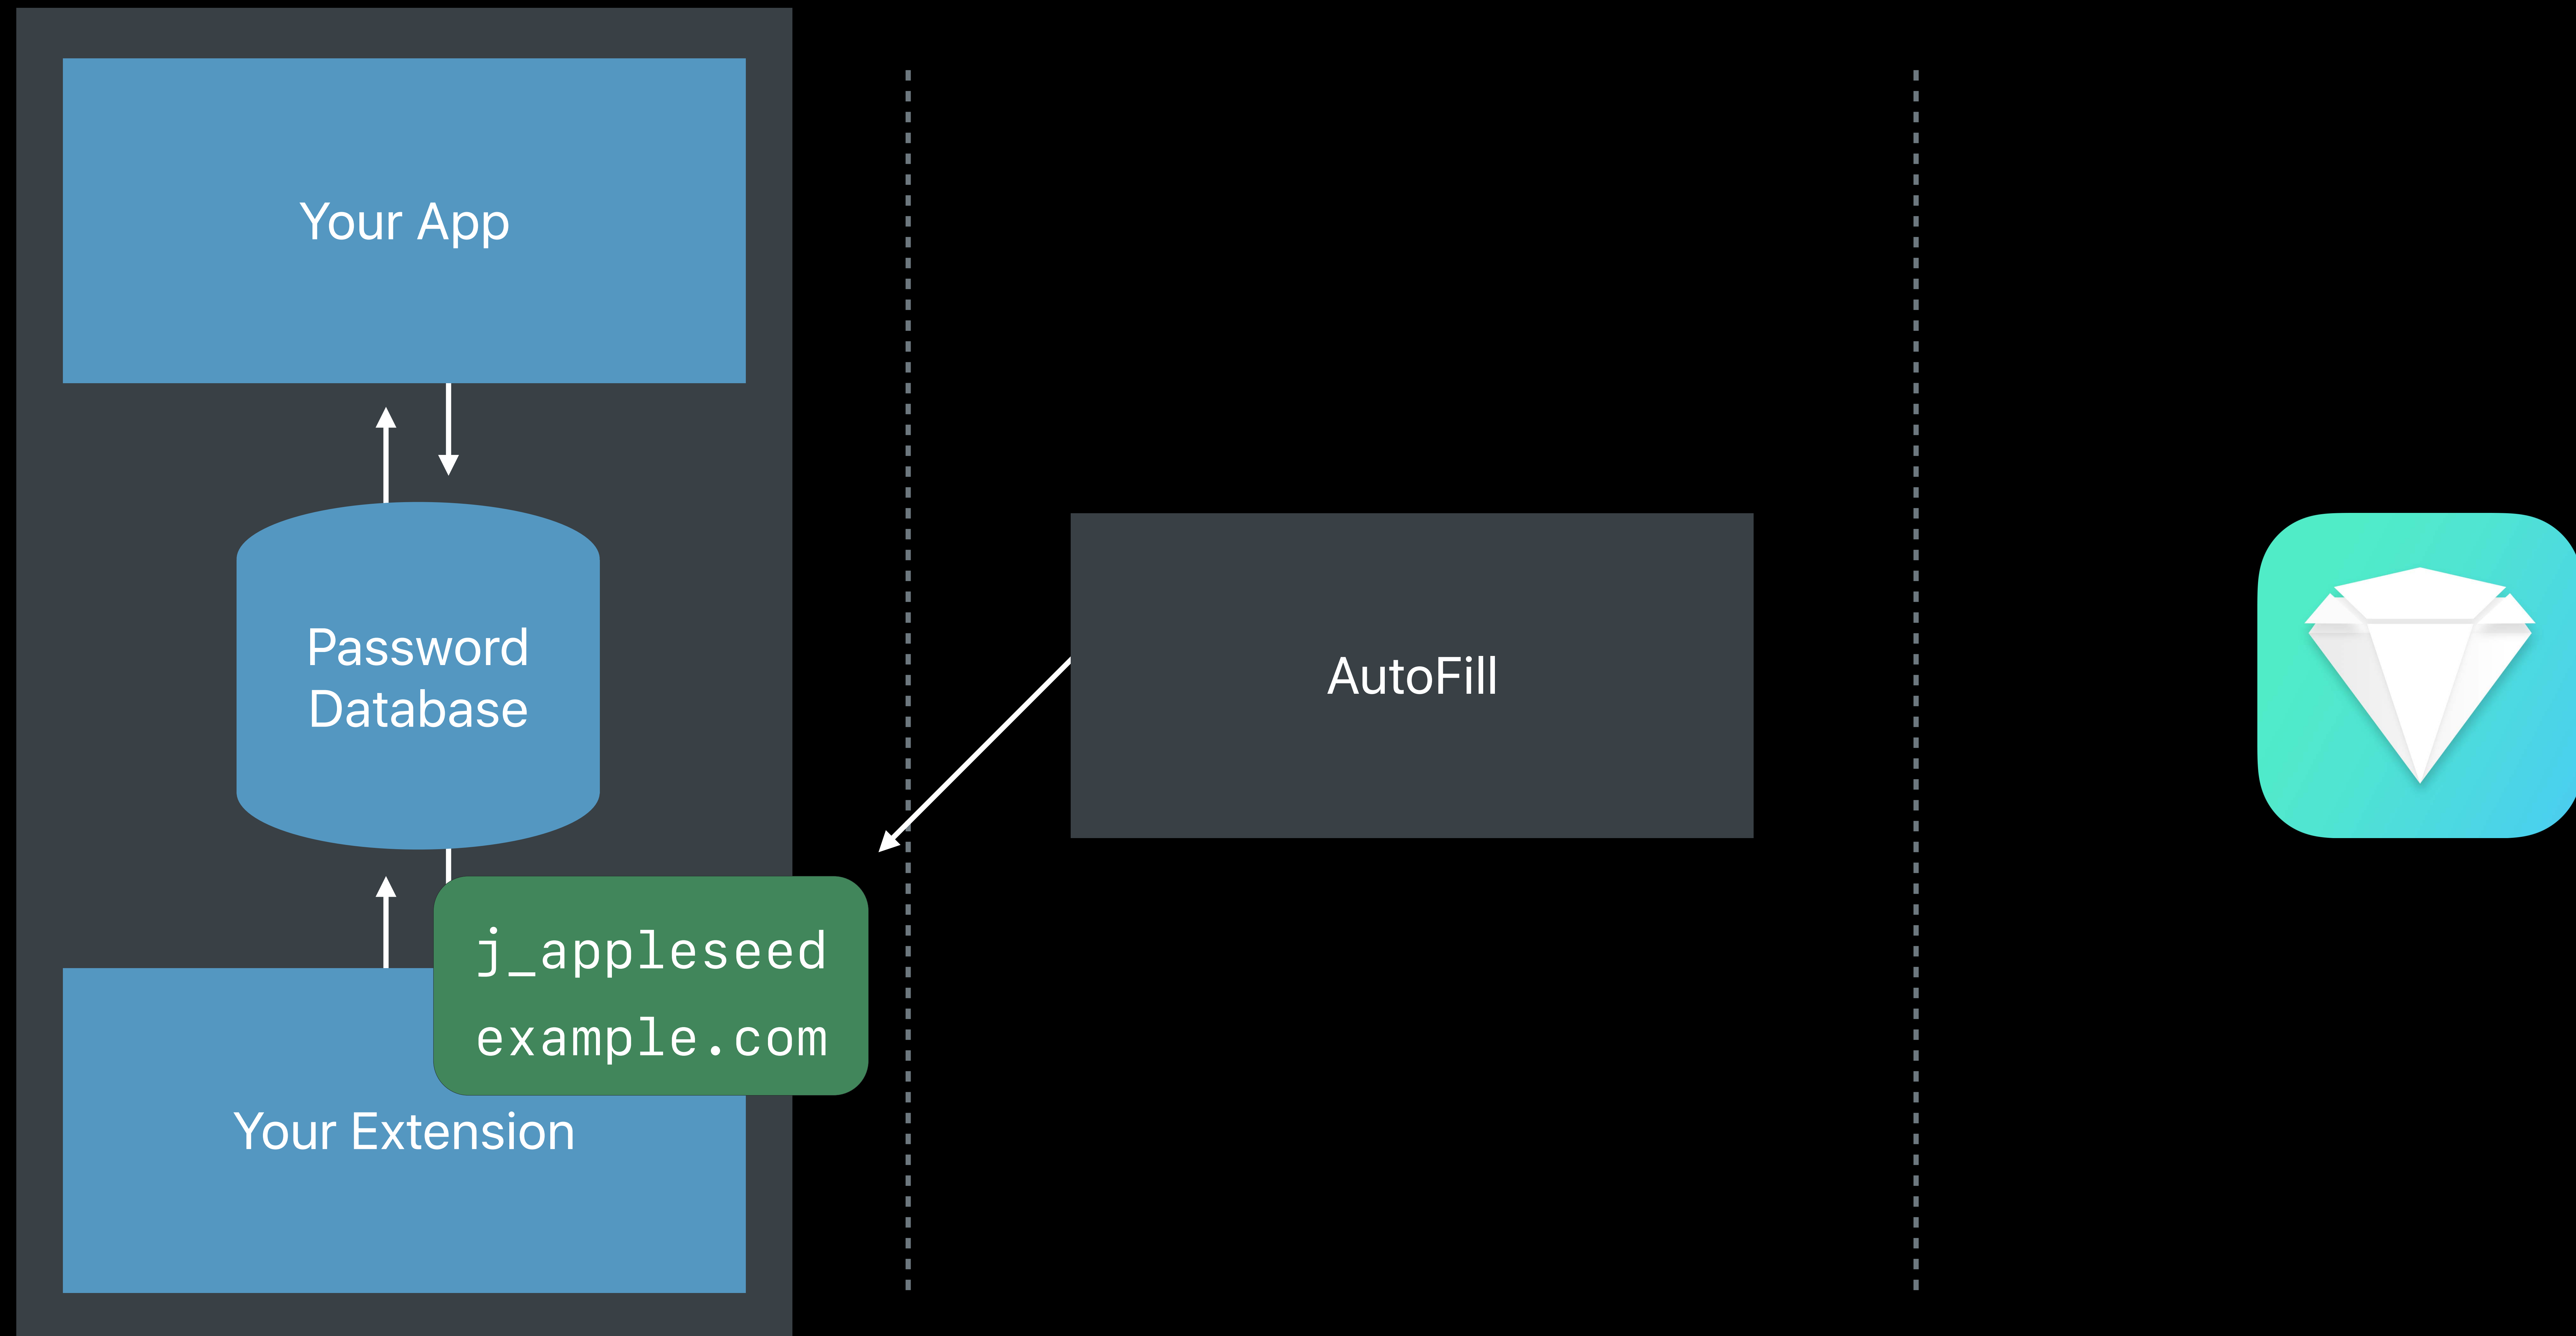 Your App
Password
Database
AutoFill
j_appleseed
example.com
Your Extension